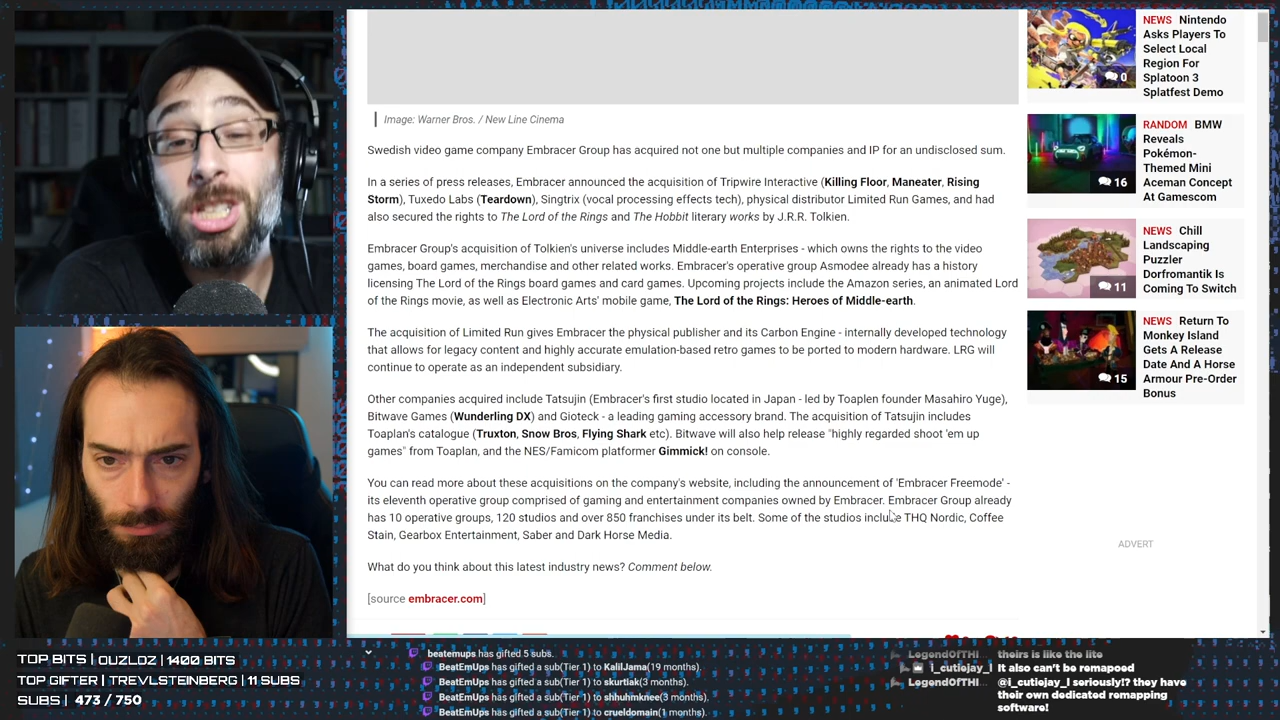 Image: Warner Bros. / New Line Cinema
Swedish video game company Embracer Group has acquired not one but multiple companies and IP for an undisclosed sum.
In a series of press releases, Embracer announced the acquisition of Tripwire Interactive (Killing Floor, Maneater, Rising
Storm), Tuxedo Labs (Teardown), Singtrix (vocal processing effects tech), physical distributor Limited Run Games, and had
also secured the rights to The Lord of the Rings and The Hobbit literary works by J.R.R. Tolkien.
Embracer Group's acquisition of Tolkien's universe includes Middle-earth Enterprises - which owns the rights to the video
games, board games, merchandise and other related works. Embracer's operative group Asmodee already has a history
licensing The Lord of the Rings board games and card games. Upcoming projects include the Amazon series, an animated Lord
of the Rings movie, as well as Electronic Arts' mobile game, The Lord of the Rings: Heroes of Middle-earth.
The acquisition of Limited Run gives Embracer the physical publisher and its Carbon Engine - internally developed technology
that allows for legacy content and highly accurate emulation-based retro games to be ported to modern hardware. LRG will
continue to operate as an independent subsidiary.
Other companies acquired include Tatsujin (Embracer's first studio located in Japan - led by Toaplen founder Masahiro Yuge),
Bitwave Games (Wunderling DX) and Gioteck - a leading gaming accessory brand. The acquisition of Tatsujin includes
Toaplan's catalogue (Truxton, Snow Bros, Flying Shark etc). Bitwave will also help release "highly regarded shoot 'em up
games" from Toaplan, and the NES/Famicom platformer Gimmick! on console.
You can read more about these acquisitions on the company's website, including the announcement of 'Embracer Freemode' -
its eleventh operative group comprised of gaming and entertainment companies owned by Embracer. Embracer Group already
has 10 operative groups, 120 studios and over 850 franchises under its belt. Some of the studios include THQ Nordic, Coffee
Stain, Gearbox Entertainment, Saber and Dark Horse Media.
What do you think about this latest industry news? Comment below.
[source embracer.com]
NEWS Nintendo
Asks Players To
Select Local
Region For
Splatoon 3
Splatfest Demo
0
RANDOM BMW
Reveals
Pokémon-
Themed Mini
Aceman Concept
At Gamescom
16
NEWS Chill
Landscaping
Puzzler
Dorfromantik Is
Coming To Switch
11
NEWS Return To
Monkey Island
Gets A Release
Date And A Horse
Armour Pre-Order
Bonus
15
ADVERT
TOP BITS | OUZLDZ | 1400 BITS
TOP GIFTER | TREVLSTEINBERG | 11 SUBS
SUBS | 473 / 750
beatemups has gifted 5 subs.
BeatEmUps has gifted a sub(Tier 1) to KalilJama(19 months).
BeatEmUps has gifted a sub(Tier 1) to skurtiak(3 months).
BeatEmUps has gifted a sub(Tier 1) to shhuhmknee(3 months).
BeatEmUps has gifted a sub(Tier 1) to crueldomain(1 months).
LegendOfTHI... theirs is like the lite
i_cutiejay_l It also can't be remapoed
LegendOfTHI... @i_cutiejay_l seriously!? they have
their own dedicated remapping
software!